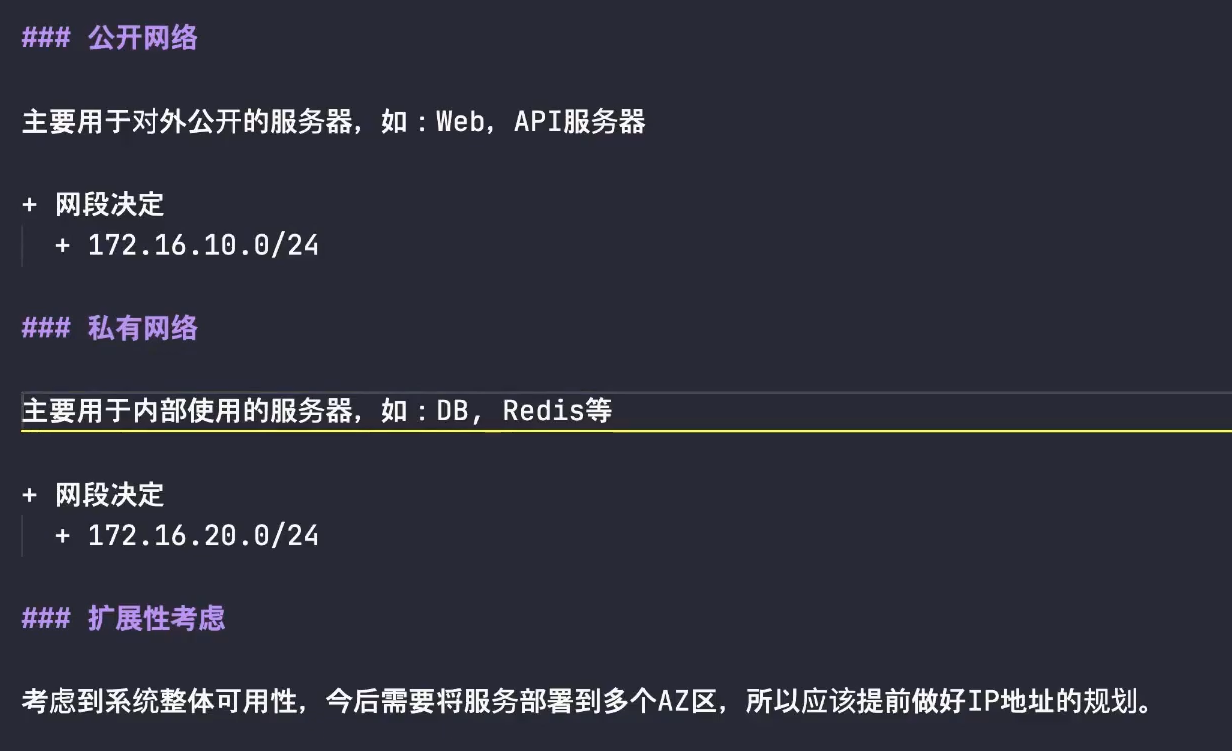 ### 公开网络
主要用于对外公开的服务器，如：Web，API服务器
+ 网段决定
+ 172.16.10.0/24
### 私有网络
主要用于内部使用的服务器，如：DB, Redis等
+ 网段决定
+ 172.16.20.0/24
### 扩展性考虑
考虑到系统整体可用性，今后需要将服务部署到多个AZ区，所以应该提前做好IP地址的规划。